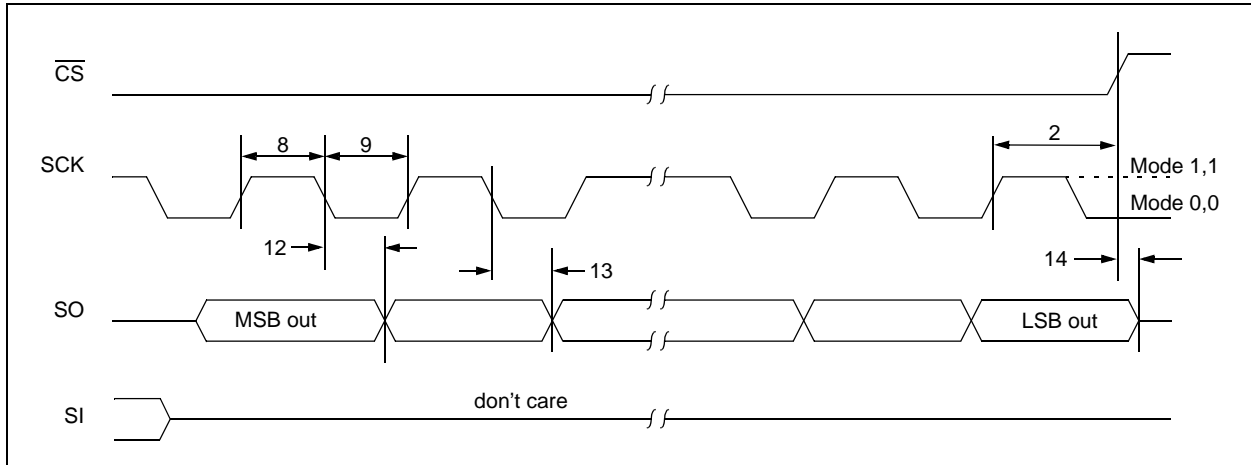 CS
SCK
8
9
2
Mode 1,1
Mode 0,0
12
13
14
SO
MSB out
LSB out
SI
don't care